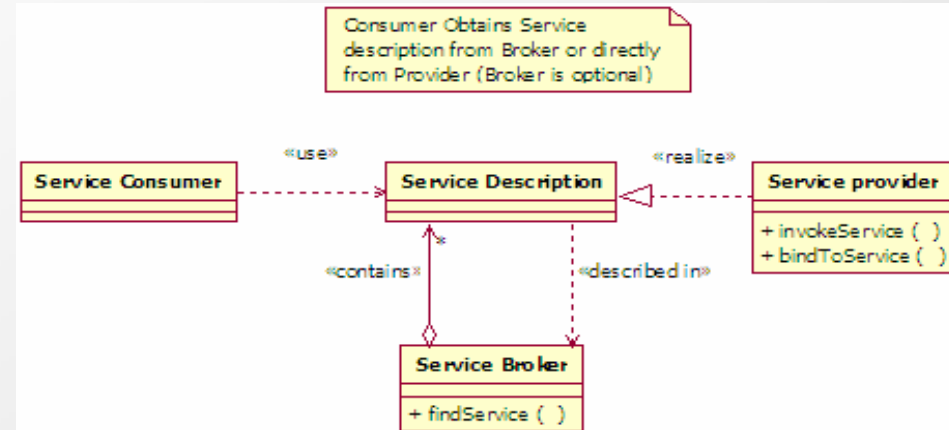 Consumer Obtains Service
description from Broker or directly
from Provider (Broker is optional)
«use»
«realize»
Service Consumer
Service Description
Service provider
+ invokeService ( )
+ bindToService ( )
*
«contains»
«described in»
Service Broker
+ findService ( )